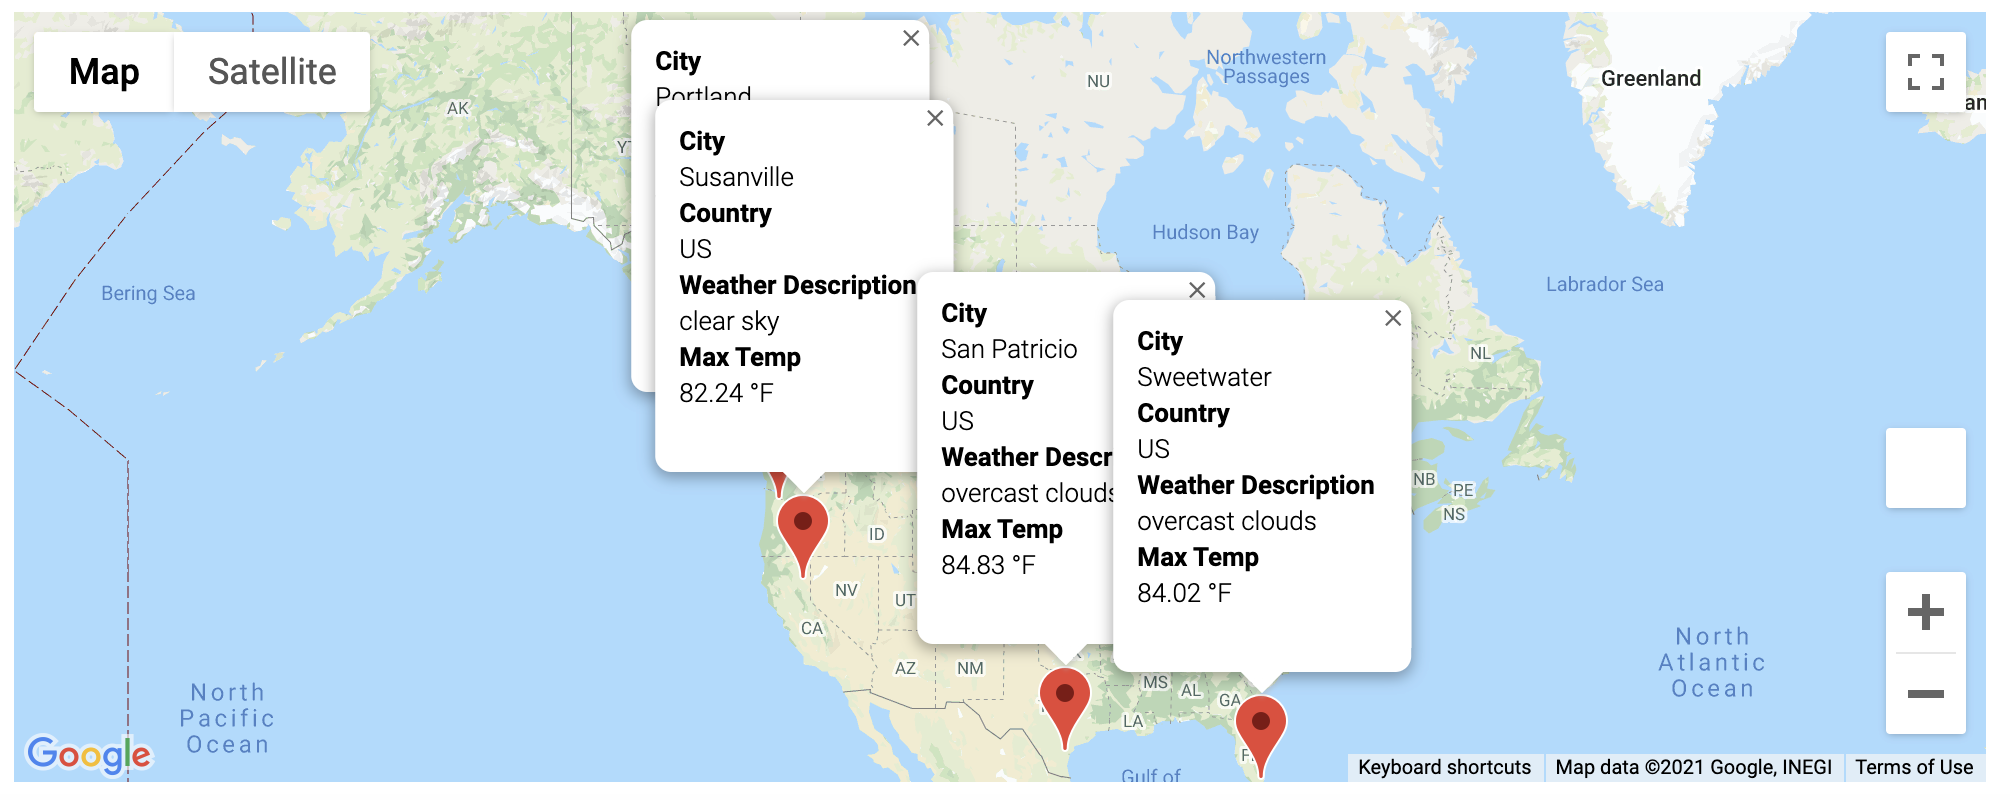 Map
Satellite
City
Portland
City
Susanville
Country
US
Weather Description
clear sky
Max Temp
82.24 °F
City
San Patricio
Country
US
Weather Descr
overcast clouds
Max Temp
84.83 °F
City
Sweetwater
Country
US
Weather Description
overcast clouds
Max Temp
84.02 °F
AK
YT
NU
Northwestern
Passages
Greenland
Hudson Bay
Bering Sea
Labrador Sea
NL
NB
PE
NS
ID
NV
UT
CA
AZ
NM
MS
AL
GA
LA
North
Pacific
Ocean
North
Atlantic
Ocean
Gulf of
Google
Keyboard shortcuts
Map data ©2021 Google, INEGI
Terms of Use